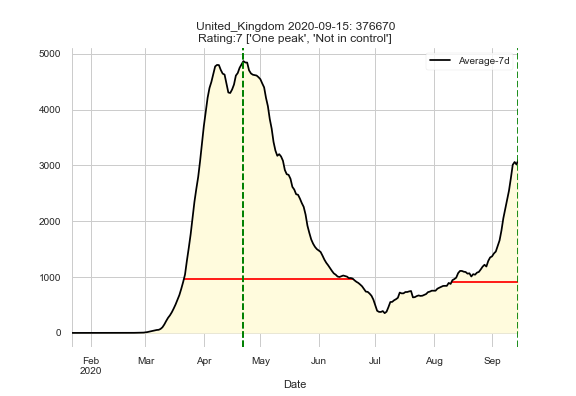 United_Kingdom 2020-09-15: 376670
Rating:7 ['One peak', 'Not in control']
Average-7d
5000
4000
3000
2000
1000
0
Feb Mar Apr May Jun Jul Aug Sep
2020
Date